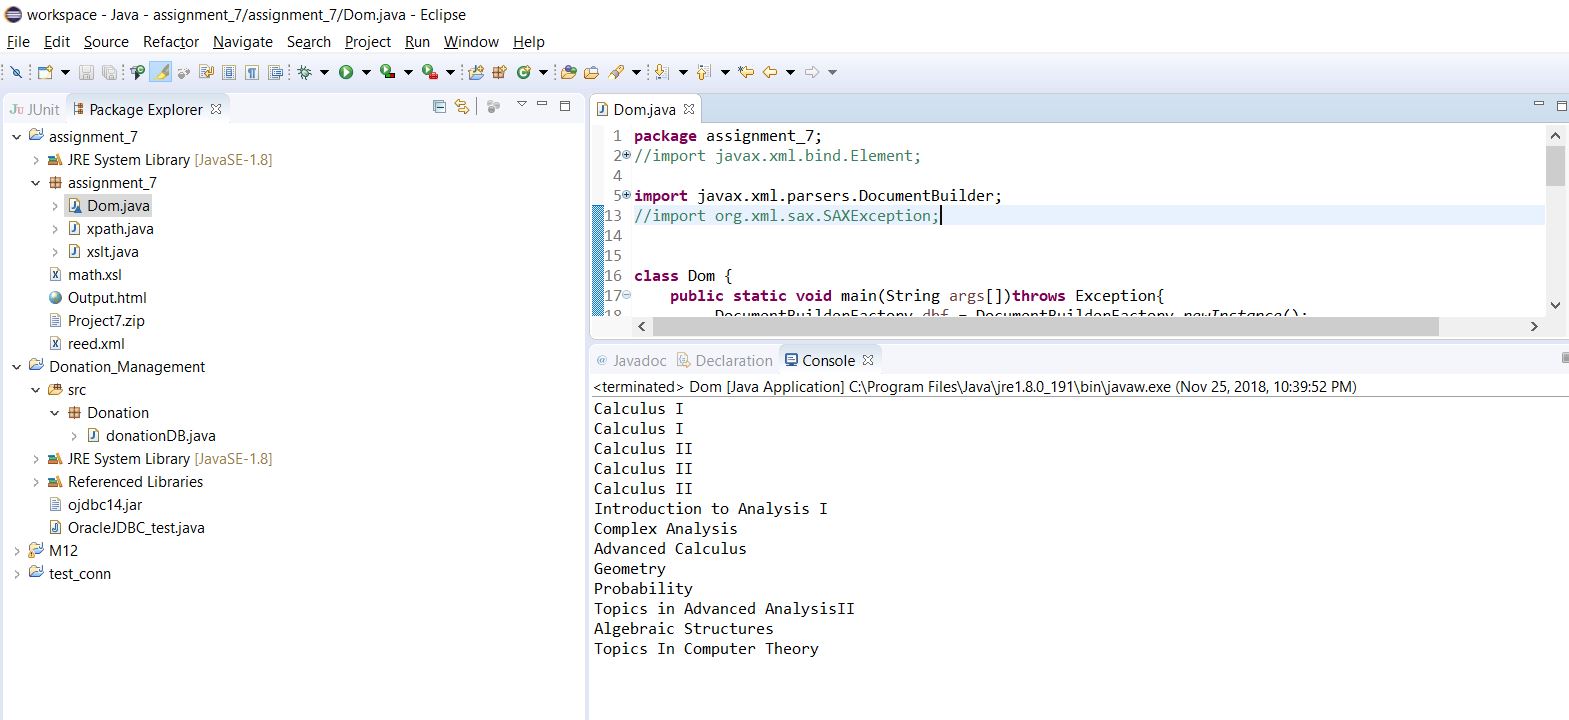 workspace - Java - assignment_7/assignment_7/Dom.java - Eclipse
File Edit Source Refactor Navigate Search Project Run Window Help
Ju JUnit Package Explorer
assignment_7
JRE System Library [JavaSE-1.8]
assignment_7
Dom.java
xpath.java
xslt.java
math.xsl
Output.html
Project7.zip
reed.xml
Donation_Management
src
Donation
donationDB.java
JRE System Library [JavaSE-1.8]
Referenced Libraries
ojdbc14.jar
OracleJDBC_test.java
M12
test_conn
Dom.java
1 package assignment_7;
2 //import javax.xml.bind.Element;
4
5 import javax.xml.parsers.DocumentBuilder;
13 //import org.xml.sax.SAXException;
14
15
16 class Dom {
17 public static void main(String args[])throws Exception{
18 DocumentBuilderFactory dbf = DocumentBuilderFactory.newInstance();
@ Javadoc Declaration Console
<terminated> Dom [Java Application] C:\Program Files\Java\jre1.8.0_191\bin\javaw.exe (Nov 25, 2018, 10:39:52 PM)
Calculus I
Calculus I
Calculus II
Calculus II
Calculus II
Introduction to Analysis I
Complex Analysis
Advanced Calculus
Geometry
Probability
Topics in Advanced AnalysisII
Algebraic Structures
Topics In Computer Theory